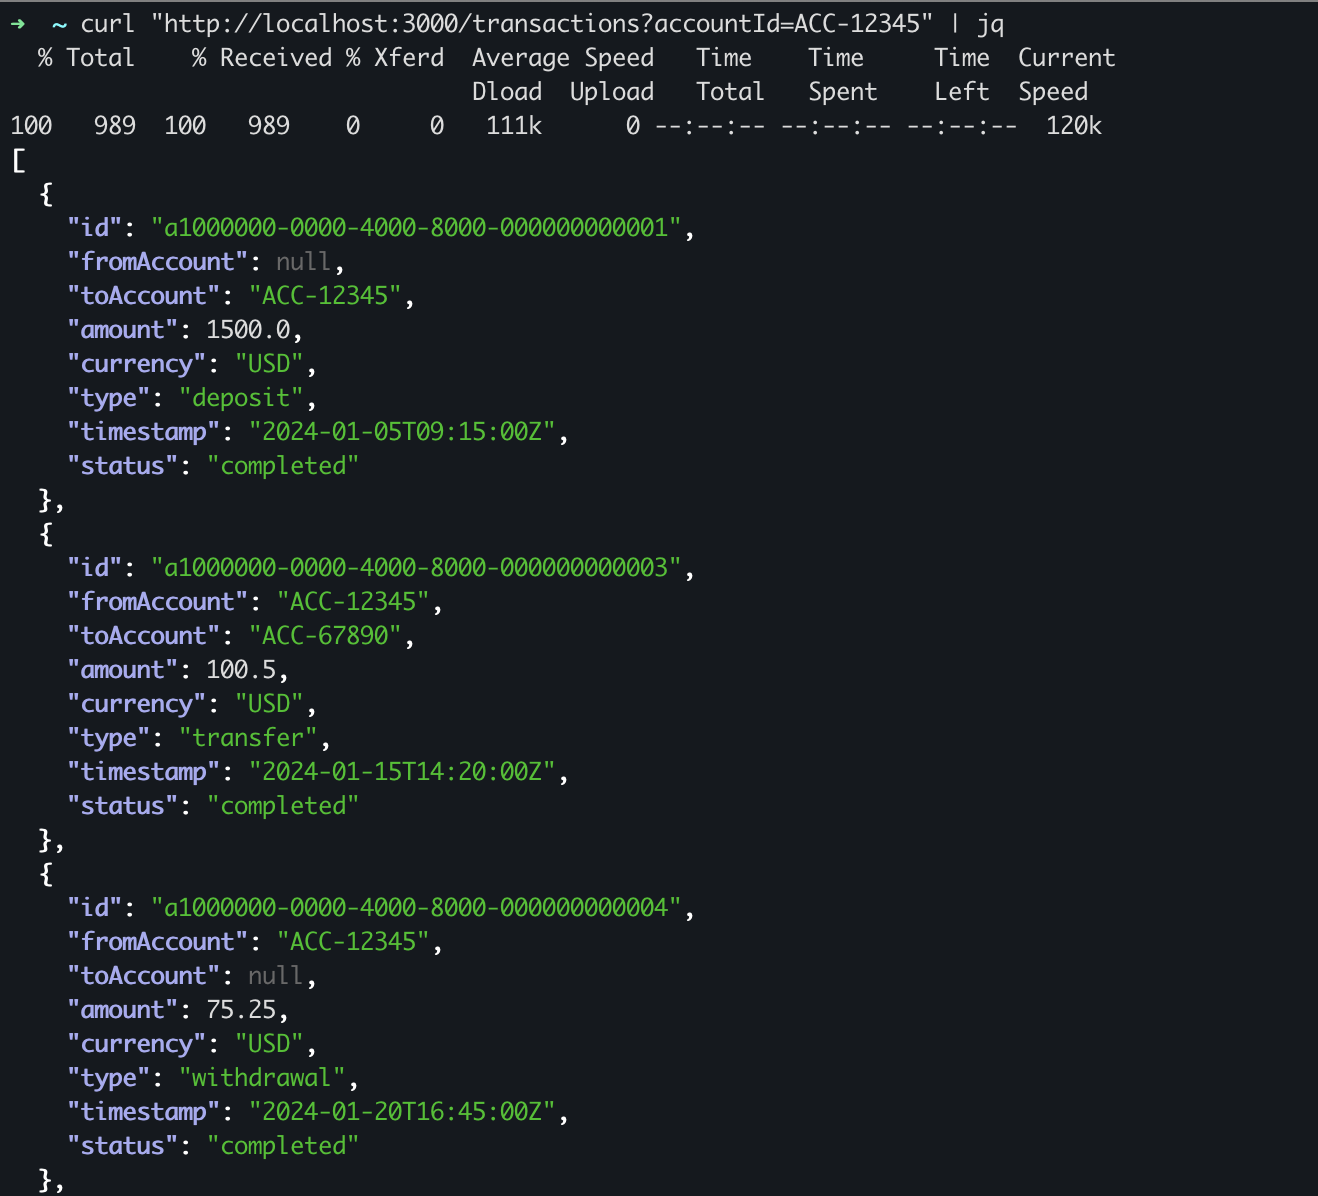 ➜  ~ curl "http://localhost:3000/transactions?accountId=ACC-12345" | jq
  % Total    % Received % Xferd  Average Speed   Time    Time     Time  Current
                                 Dload  Upload   Total   Spent    Left  Speed
100   989  100   989    0     0   111k      0 --:--:-- --:--:-- --:--:--  120k
[
  {
    "id": "a1000000-0000-4000-8000-000000000001",
    "fromAccount": null,
    "toAccount": "ACC-12345",
    "amount": 1500.0,
    "currency": "USD",
    "type": "deposit",
    "timestamp": "2024-01-05T09:15:00Z",
    "status": "completed"
  },
  {
    "id": "a1000000-0000-4000-8000-000000000003",
    "fromAccount": "ACC-12345",
    "toAccount": "ACC-67890",
    "amount": 100.5,
    "currency": "USD",
    "type": "transfer",
    "timestamp": "2024-01-15T14:20:00Z",
    "status": "completed"
  },
  {
    "id": "a1000000-0000-4000-8000-000000000004",
    "fromAccount": "ACC-12345",
    "toAccount": null,
    "amount": 75.25,
    "currency": "USD",
    "type": "withdrawal",
    "timestamp": "2024-01-20T16:45:00Z",
    "status": "completed"
  },